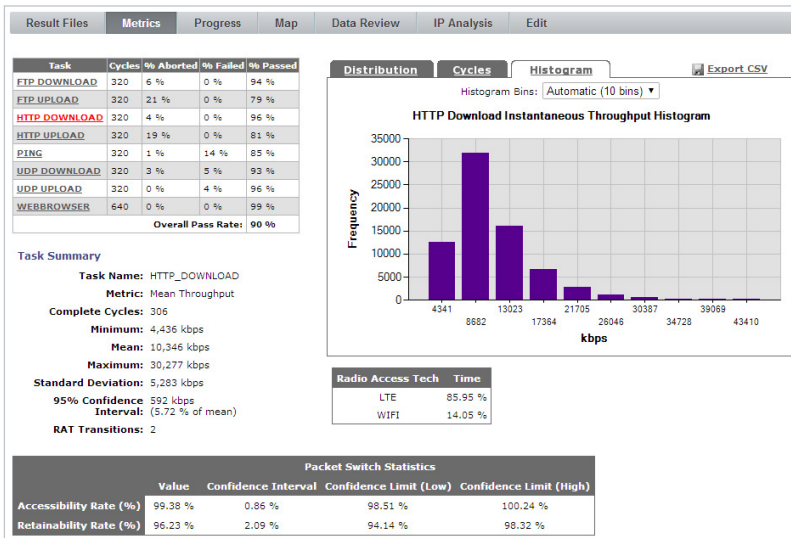 Result Files Metrics Progress Map Data Review IP Analysis Edit
Task Cycles % Aborted % Failed % Passed
FTP DOWNLOAD 320 6 % 0 % 94 %
FTP UPLOAD 320 21 % 0 % 79 %
HTTP DOWNLOAD 320 4 % 0 % 96 %
HTTP UPLOAD 320 19 % 0 % 81 %
PING 320 1 % 14 % 85 %
UDP DOWNLOAD 320 3 % 5 % 93 %
UDP UPLOAD 320 0 % 4 % 96 %
WEBBROWSER 640 0 % 0 % 99 %
Overall Pass Rate: 90 %
Task Summary
Task Name: HTTP_DOWNLOAD
Metric: Mean Throughput
Complete Cycles: 306
Minimum: 4,436 kbps
Mean: 10,346 kbps
Maximum: 30,277 kbps
Standard Deviation: 5,283 kbps
95% Confidence 592 kbps
Interval: (5.72 % of mean)
RAT Transitions: 2
Distribution Cycles Histogram Export CSV
Histogram Bins: Automatic (10 bins) ▼
HTTP Download Instantaneous Throughput Histogram
35000
30000
25000
20000
15000
10000
5000
0
Frequency
4341 13023 21705 30387 39069
8682 17364 26046 34728 43410
kbps
Radio Access Tech Time
LTE 85.95 %
WIFI 14.05 %
Packet Switch Statistics
Value Confidence Interval Confidence Limit (Low) Confidence Limit (High)
Accessibility Rate (%) 99.38 % 0.86 % 98.51 % 100.24 %
Retainability Rate (%) 96.23 % 2.09 % 94.14 % 98.32 %